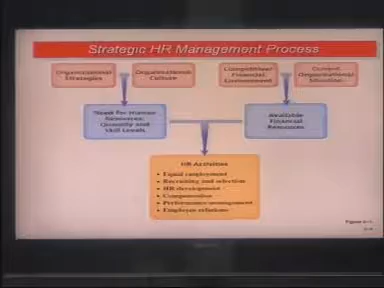 Strategic HR Management Process
Organizational
Strategies
Organizational
Culture
Competitive/
Financial
Environment
Current
Organizational
Situation
Need for Human
Resources:
Quantity and
Skill Levels
Available
Financial
Resources
HR Activities
• Equal employment
• Recruiting and selection
• HR development
• Compensation
• Performance management
• Employee relations